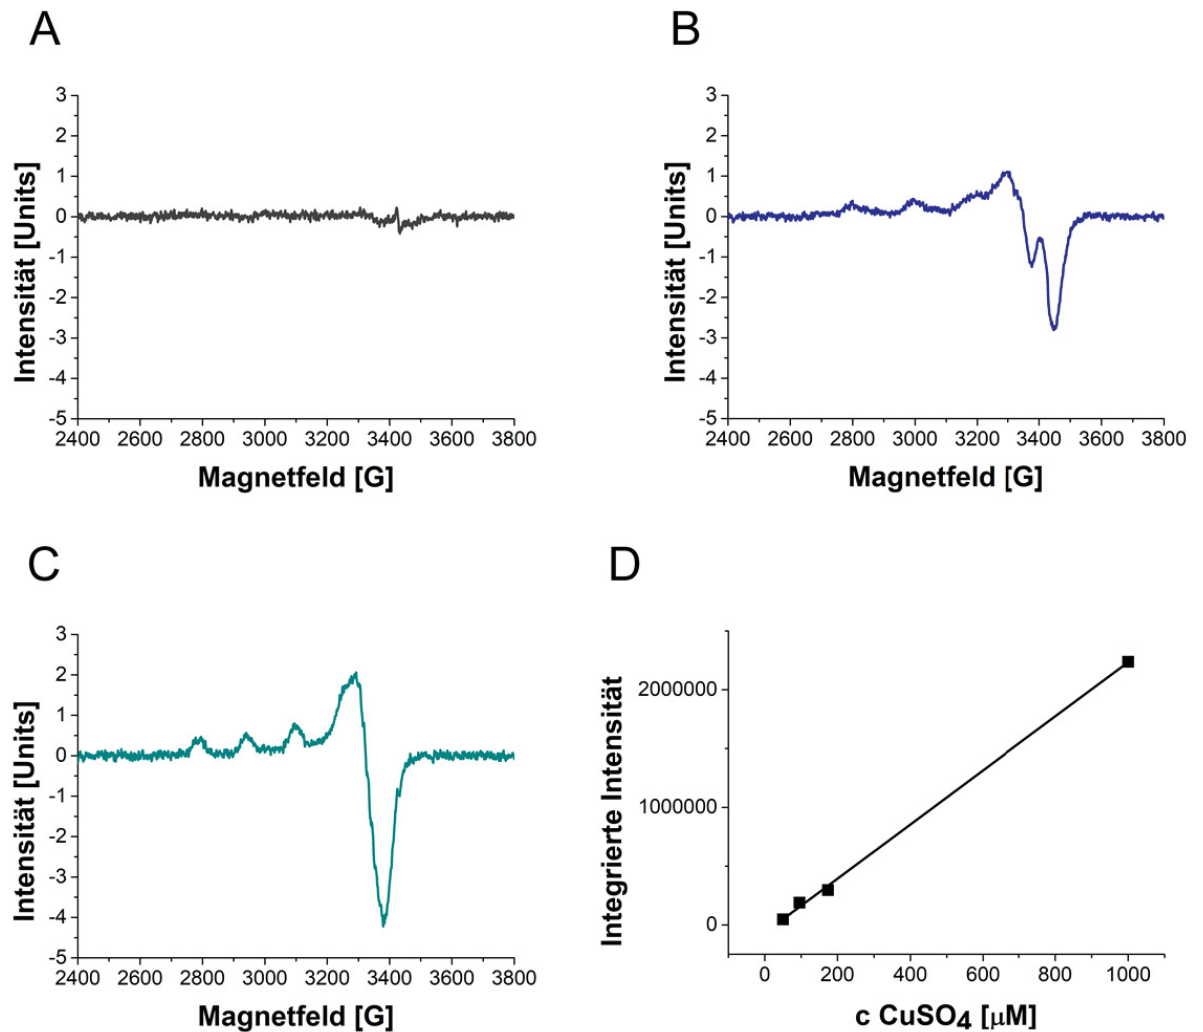 A
B
3
2
1
0
-1
-2
-3
-4
-5
Intensität [Units]
2400 2600 2800 3000 3200 3400 3600 3800
Magnetfeld [G]
3
2
1
0
-1
-2
-3
-4
-5
Intensität [Units]
2400 2600 2800 3000 3200 3400 3600 3800
Magnetfeld [G]
C
D
3
2
1
0
-1
-2
-3
-4
-5
Intensität [Units]
2400 2600 2800 3000 3200 3400 3600 3800
Magnetfeld [G]
2000000
1000000
0
Integrierte Intensität
0 200 400 600 800 1000
c CuSO4 [µM]